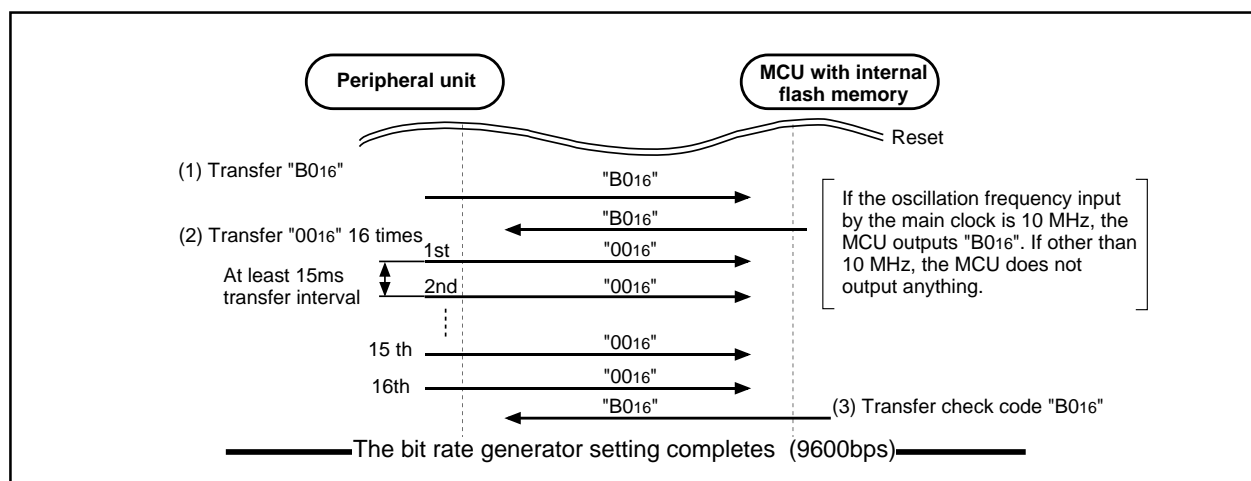 Peripheral unit
MCU with internal
flash memory
Reset
(1) Transfer "B016"
"B016"
"B016"
If the oscillation frequency input
by the main clock is 10 MHz, the
MCU outputs "B016". If other than
10 MHz, the MCU does not
output anything.
(2) Transfer "0016" 16 times
1st
"0016"
At least 15ms
transfer interval
2nd
"0016"
15 th
"0016"
16th
"0016"
"B016"
(3) Transfer check code "B016"
The bit rate generator setting completes (9600bps)